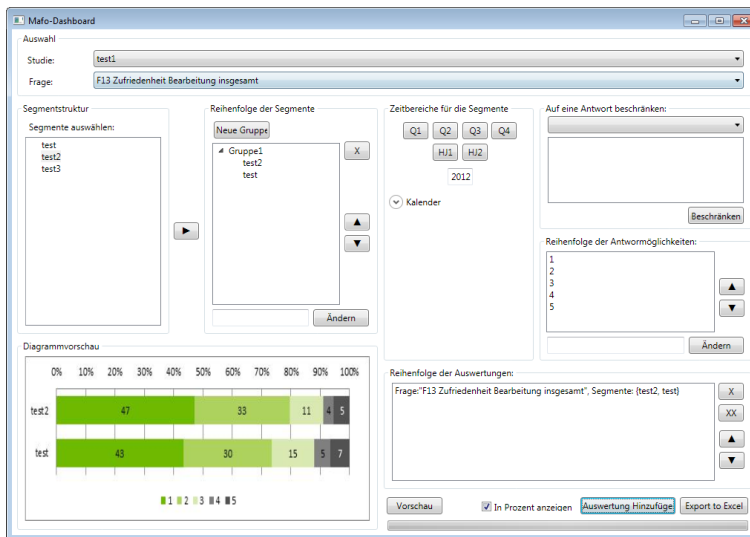 Mafo-Dashboard
Auswahl
Studie: test1
Frage: F13 Zufriedenheit Bearbeitung insgesamt
Segmentstruktur
Segmente auswählen:
test
test2
test3
Reihenfolge der Segmente
Neue Gruppe
Gruppe1
X
test2
test
Ändern
Zeitbereiche für die Segmente
Q1 Q2 Q3 Q4
HJ1 HJ2
2012
Kalender
Auf eine Antwort beschränken:
Beschränken
Reihenfolge der Antwormöglichkeiten:
1
2
3
4
5
Ändern
Diagrammvorschau
0% 10% 20% 30% 40% 50% 60% 70% 80% 90% 100%
test2 47 33 11 4 5
test 43 30 15 5 7
1 2 3 4 5
Reihenfolge der Auswertungen:
Frage:"F13 Zufriedenheit Bearbeitung insgesamt", Segmente: {test2, test}
X
XX
Vorschau In Prozent anzeigen Auswertung Hinzufüge Export to Excel